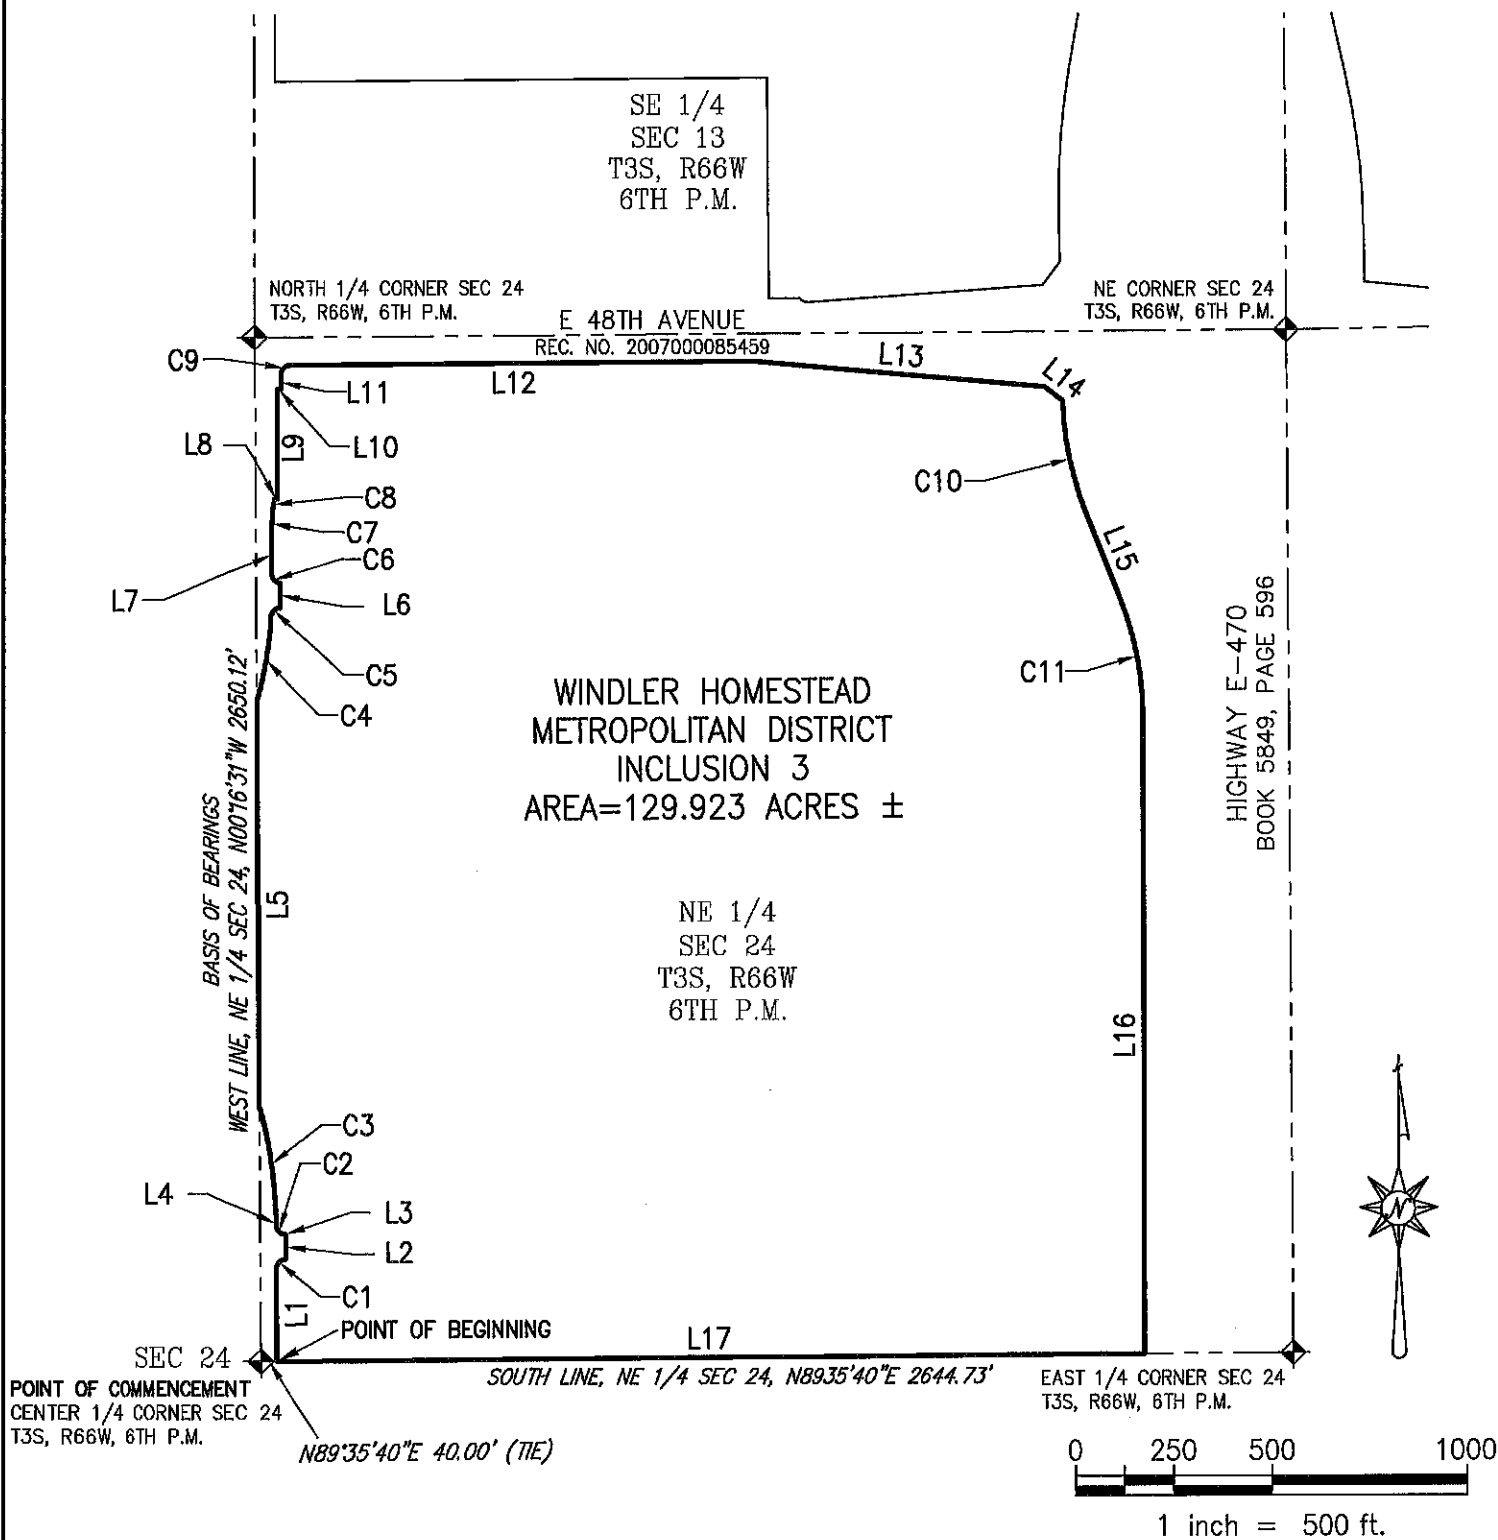 SE 1/4
SEC 13
T3S, R66W
6TH P.M.
NORTH 1/4 CORNER SEC 24
T3S, R66W, 6TH P.M.
NE CORNER SEC 24
T3S, R66W, 6TH P.M.
E 48TH AVENUE
REC. NO. 2007000085459
C9
L11
L12
L13
L14
L8
L9
L10
C10
C8
C7
C6
L15
L7
L6
C5
C4
C11
WINDLER HOMESTEAD
METROPOLITAN DISTRICT
INCLUSION 3
AREA=129.923 ACRES ±
HIGHWAY E-470
BOOK 5849, PAGE 596
BASIS OF BEARINGS
WEST LINE, NE 1/4 SEC 24, N00°16'31"W 2650.12'
L5
NE 1/4
SEC 24
T3S, R66W
6TH P.M.
L16
C3
C2
L4
L3
L2
C1
L1
POINT OF BEGINNING
N
SEC 24
L17
POINT OF COMMENCEMENT
CENTER 1/4 CORNER SEC 24
T3S, R66W, 6TH P.M.
SOUTH LINE, NE 1/4 SEC 24, N89°35'40"E 2644.73'
EAST 1/4 CORNER SEC 24
T3S, R66W, 6TH P.M.
N89°35'40"E 40.00' (TIE)
0 250 500 1000
1 inch = 500 ft.